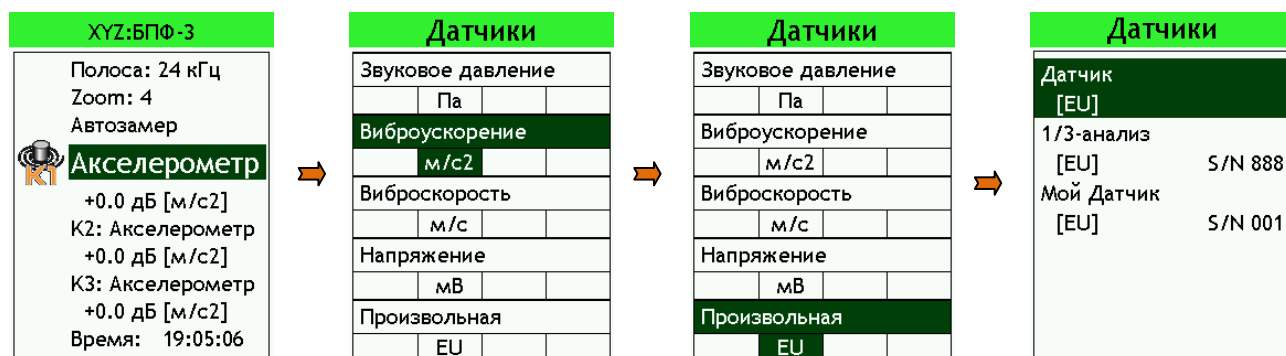 XYZ:БПФ-3
Полоса: 24 кГц
Zoom: 4
Автозамер
K1
Акселерометр
+0.0 дБ [м/с2]
K2: Акселерометр
+0.0 дБ [м/с2]
K3: Акселерометр
+0.0 дБ [м/с2]
Время: 19:05:06
Датчики
Звуковое давление
Па
Виброускорение
м/с2
Виброскорость
м/с
Напряжение
мВ
Произвольная
EU
Датчики
Звуковое давление
Па
Виброускорение
м/с2
Виброскорость
м/с
Напряжение
мВ
Произвольная
EU
Датчики
Датчик
[EU]
1/3-анализ
[EU] S/N 888
Мой Датчик
[EU] S/N 001